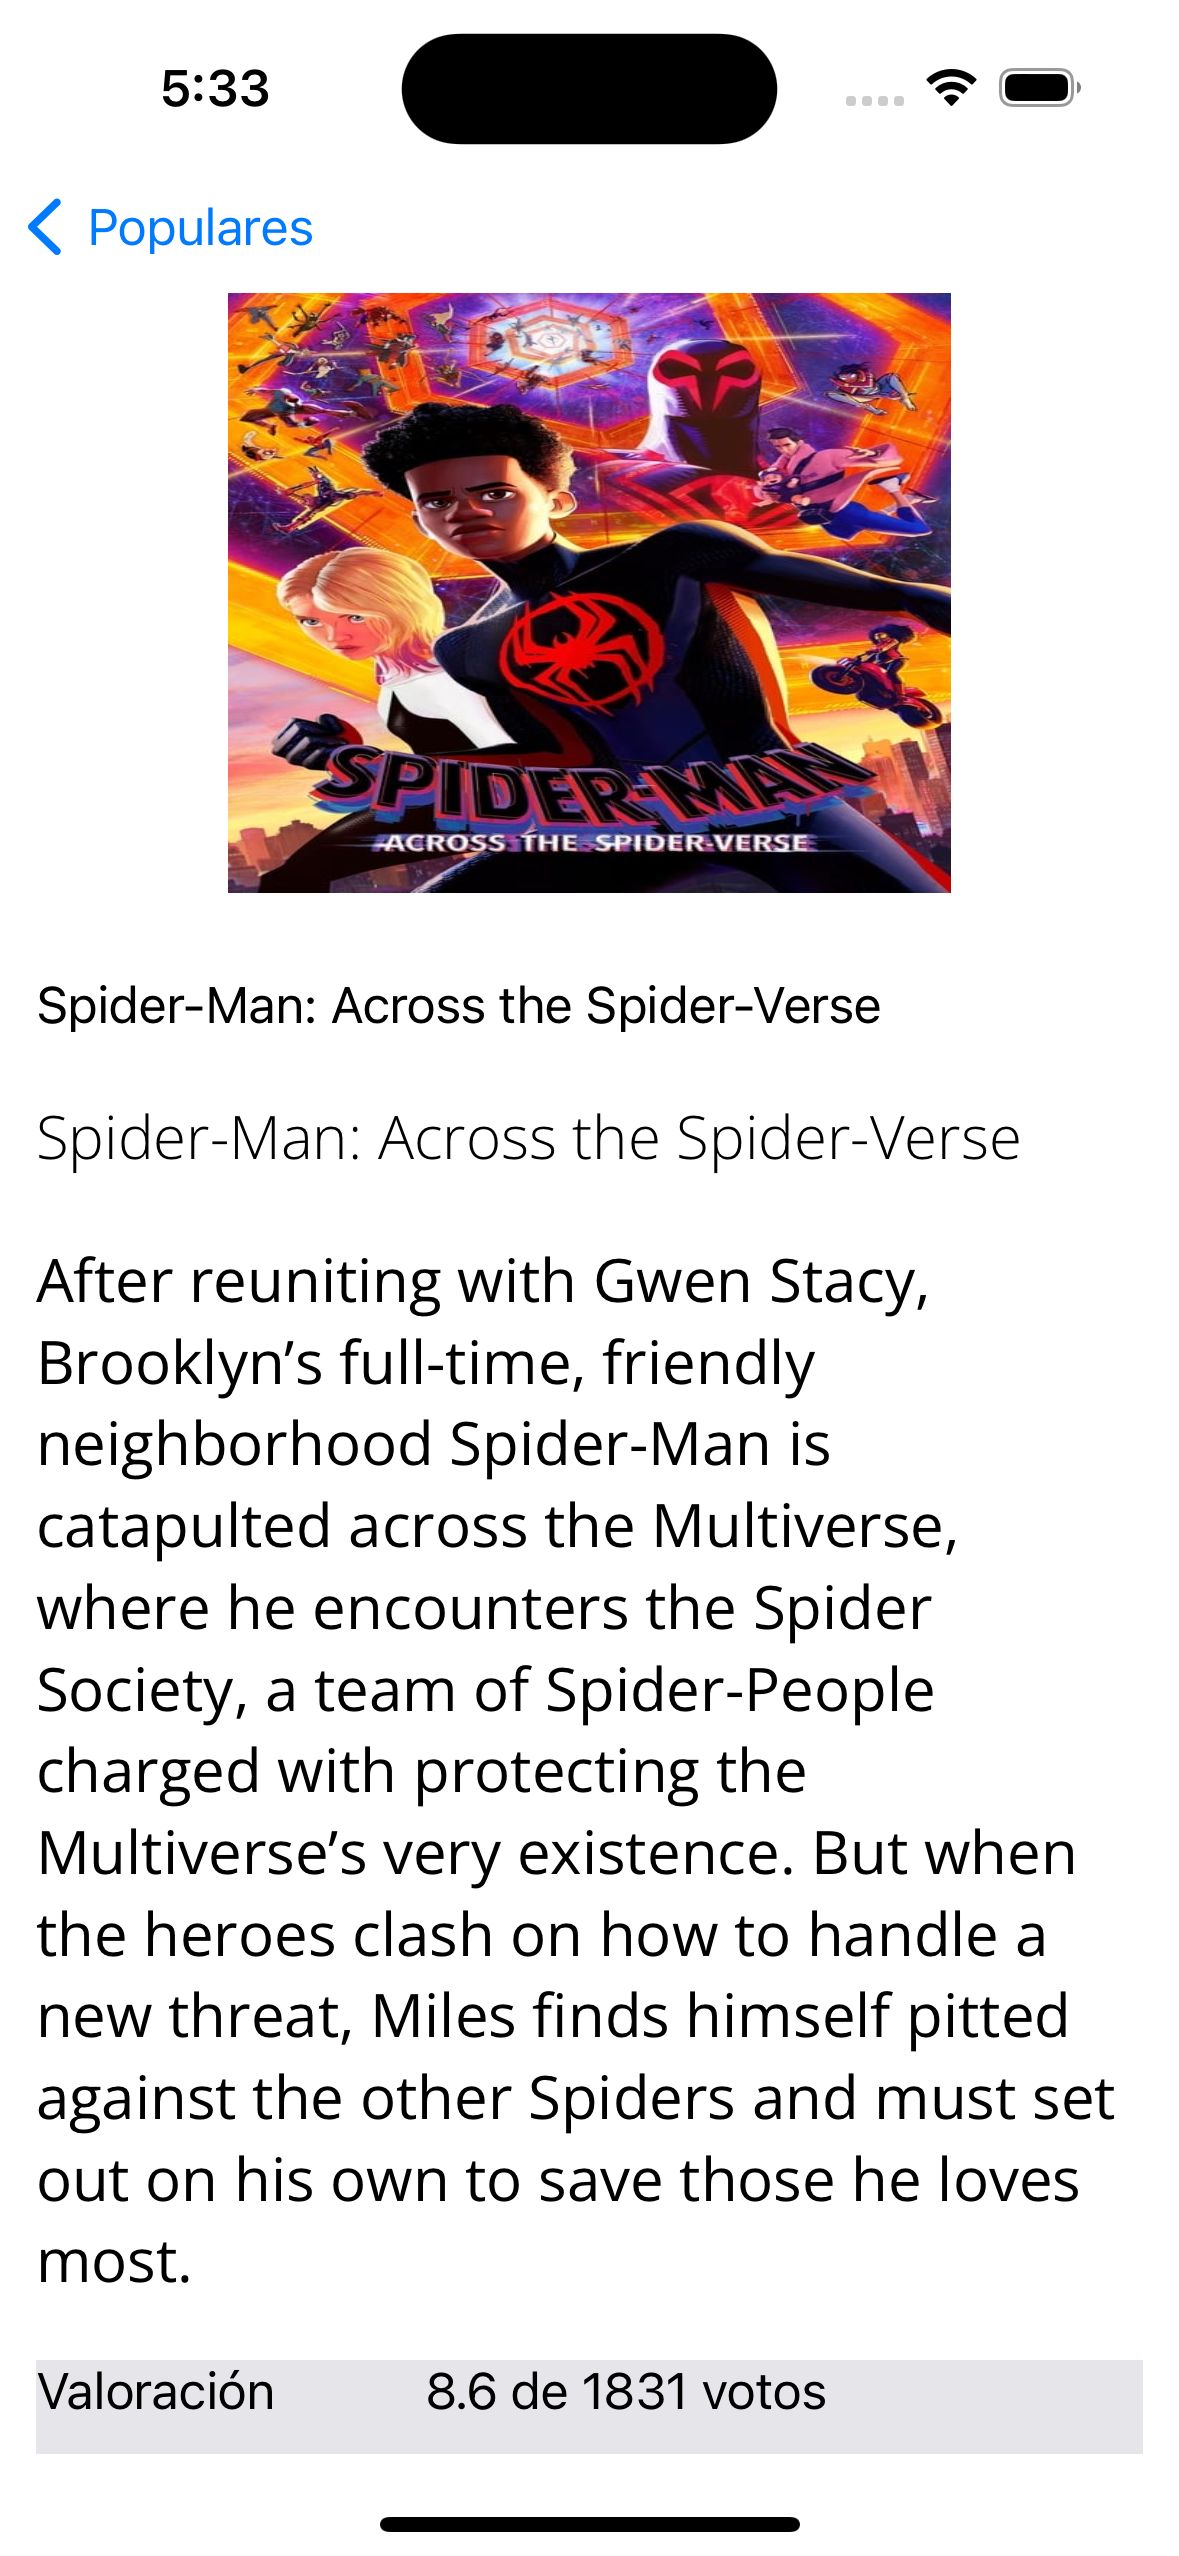 5:33
Populares
SPIDER-MAN
ACROSS THE SPIDER-VERSE
Spider-Man: Across the Spider-Verse
Spider-Man: Across the Spider-Verse
After reuniting with Gwen Stacy,
Brooklyn’s full-time, friendly
neighborhood Spider-Man is
catapulted across the Multiverse,
where he encounters the Spider
Society, a team of Spider-People
charged with protecting the
Multiverse’s very existence. But when
the heroes clash on how to handle a
new threat, Miles finds himself pitted
against the other Spiders and must set
out on his own to save those he loves
most.
Valoración 8.6 de 1831 votos